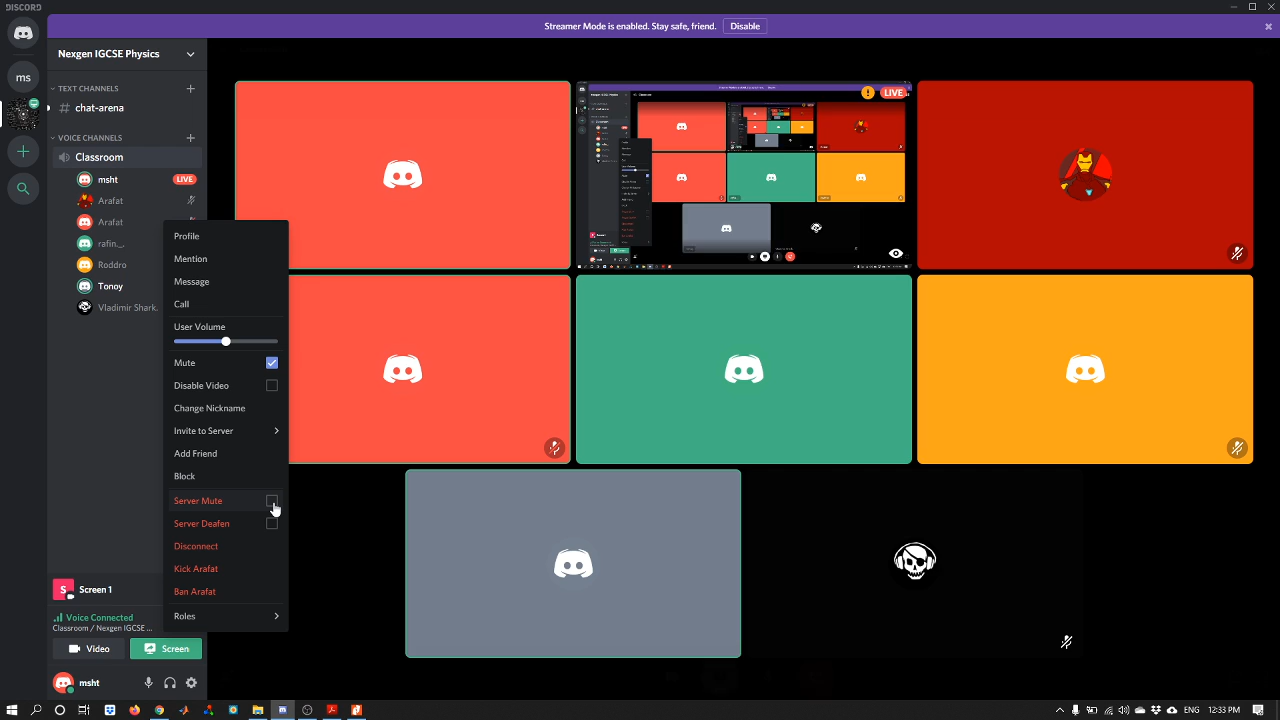 DISCORD
Streamer Mode is enabled. Stay safe, friend.
Disable
Nexgen IGCSE Physics
ms
TEXT CHANNELS
chat-arena
VOICE CHANNELS
Classroom
msht
LIVE
Arafat
Arafat
rafin._.
Roddro
Tonoy
Vladimir Shark.
Profile
Mention
Message
Call
User Volume
Mute
Disable Video
Change Nickname
Invite to Server
Add Friend
Block
Server Mute
Server Deafen
Disconnect
Kick Arafat
Ban Arafat
Roles
LIVE
S
Screen 1
Voice Connected
Classroom / Nexgen IGCSE ...
Video
Screen
msht
ENG
12:33 PM